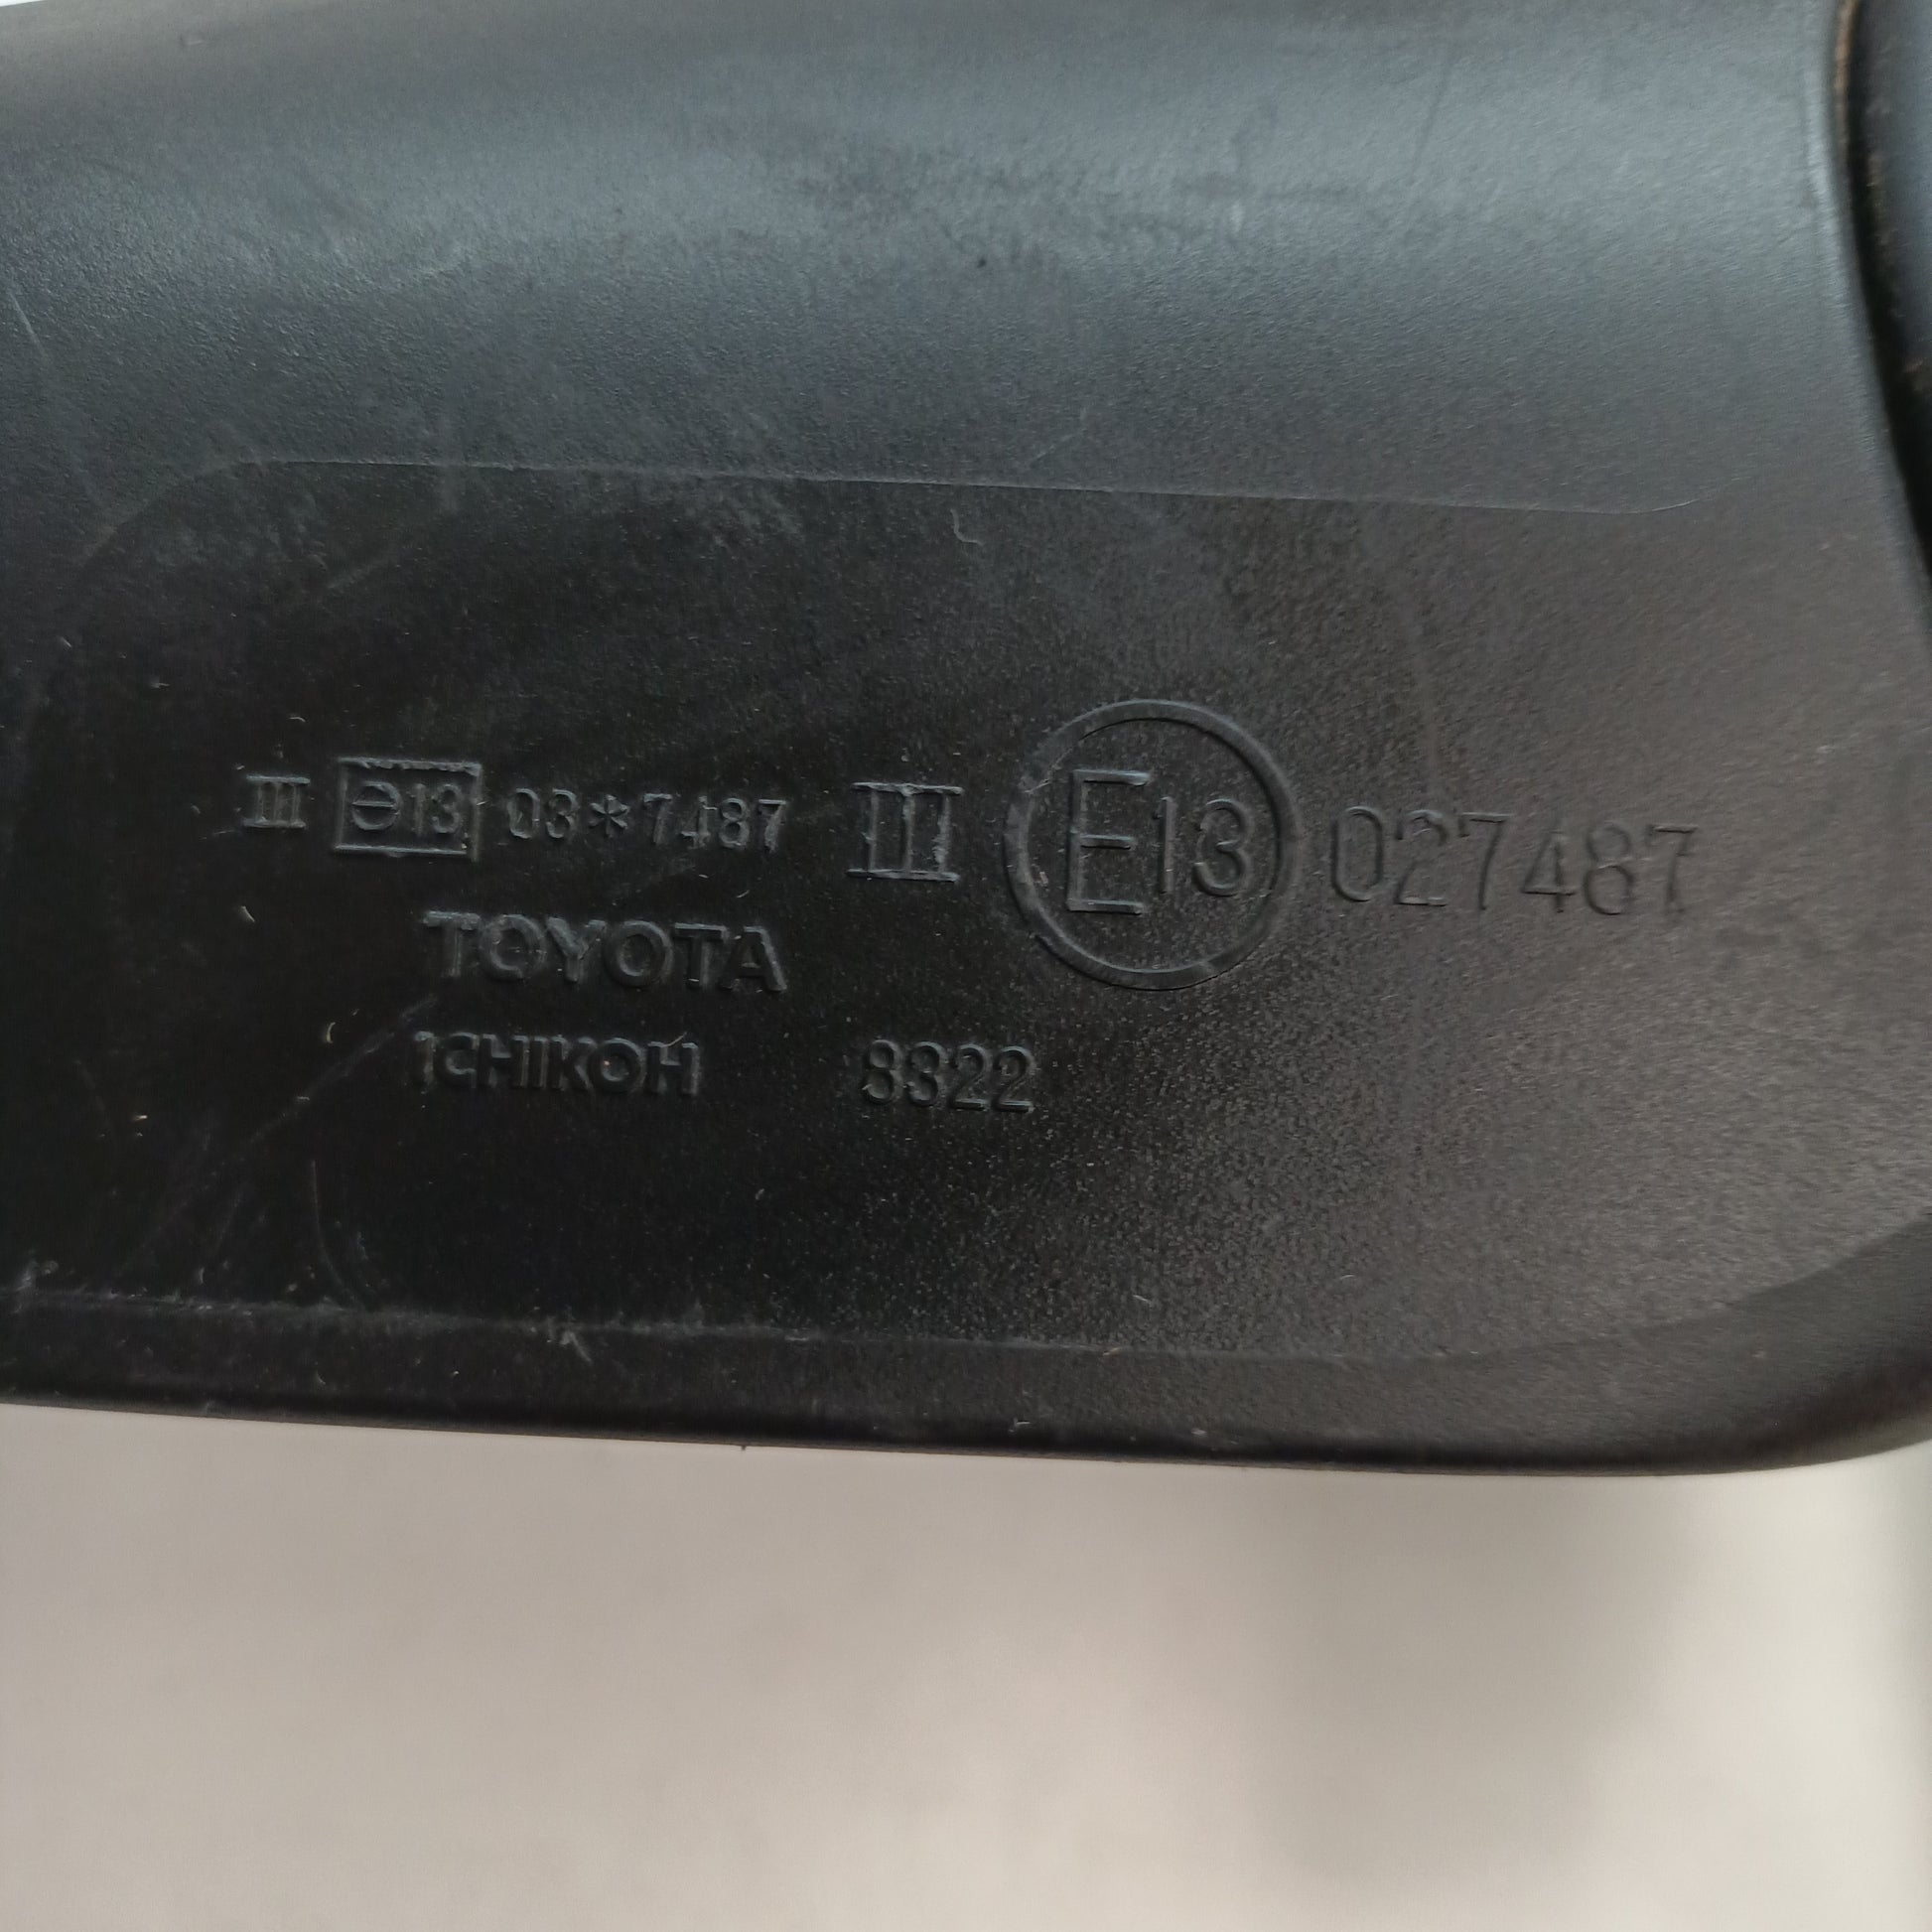 III e13 03*7487 III E13 027487
TOYOTA
ICHIKOH 8322